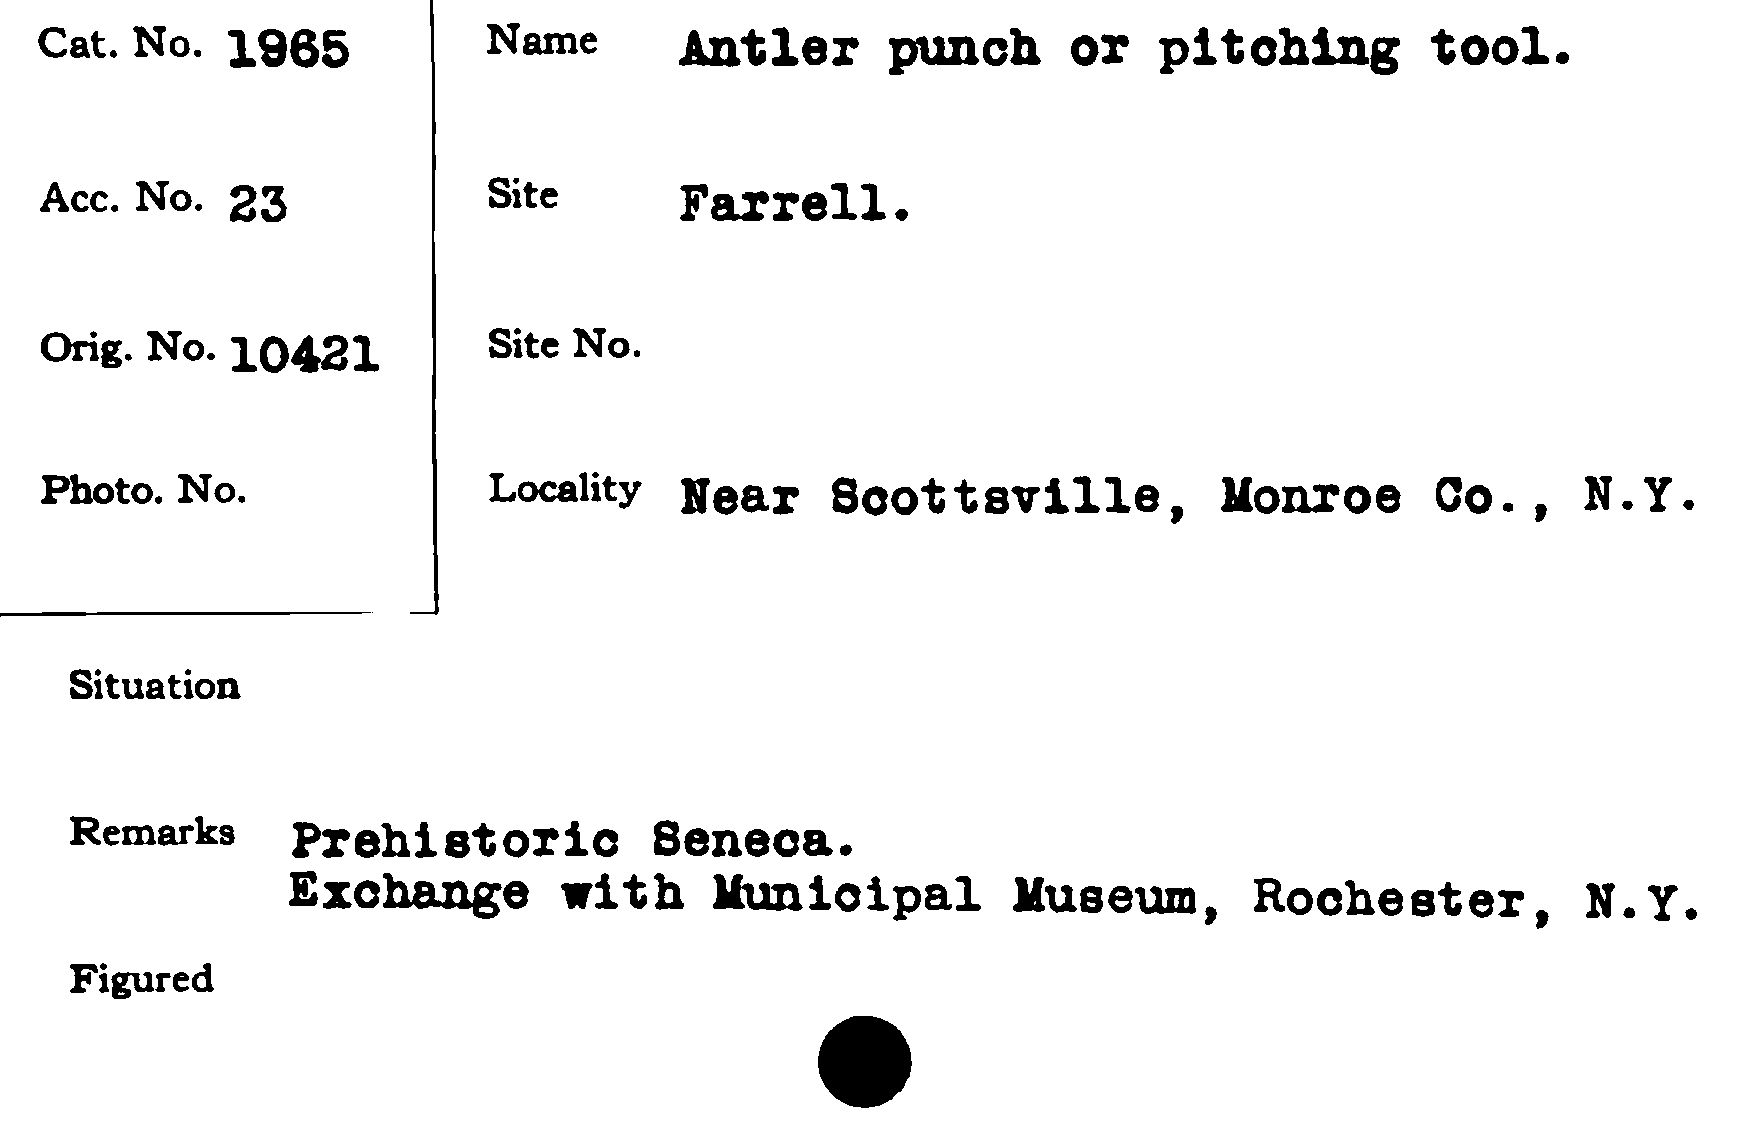 Cat. No. 1965
Name Antler punch or pitching tool.
Acc. No. 23
Site Farrell.
Orig. No. 10421
Site No.
Photo. No.
Locality Near Scottsville, Monroe Co., N.Y.
Situation
Remarks Prehistoric Seneca.
Exchange with Municipal Museum, Rochester, N.Y.
Figured